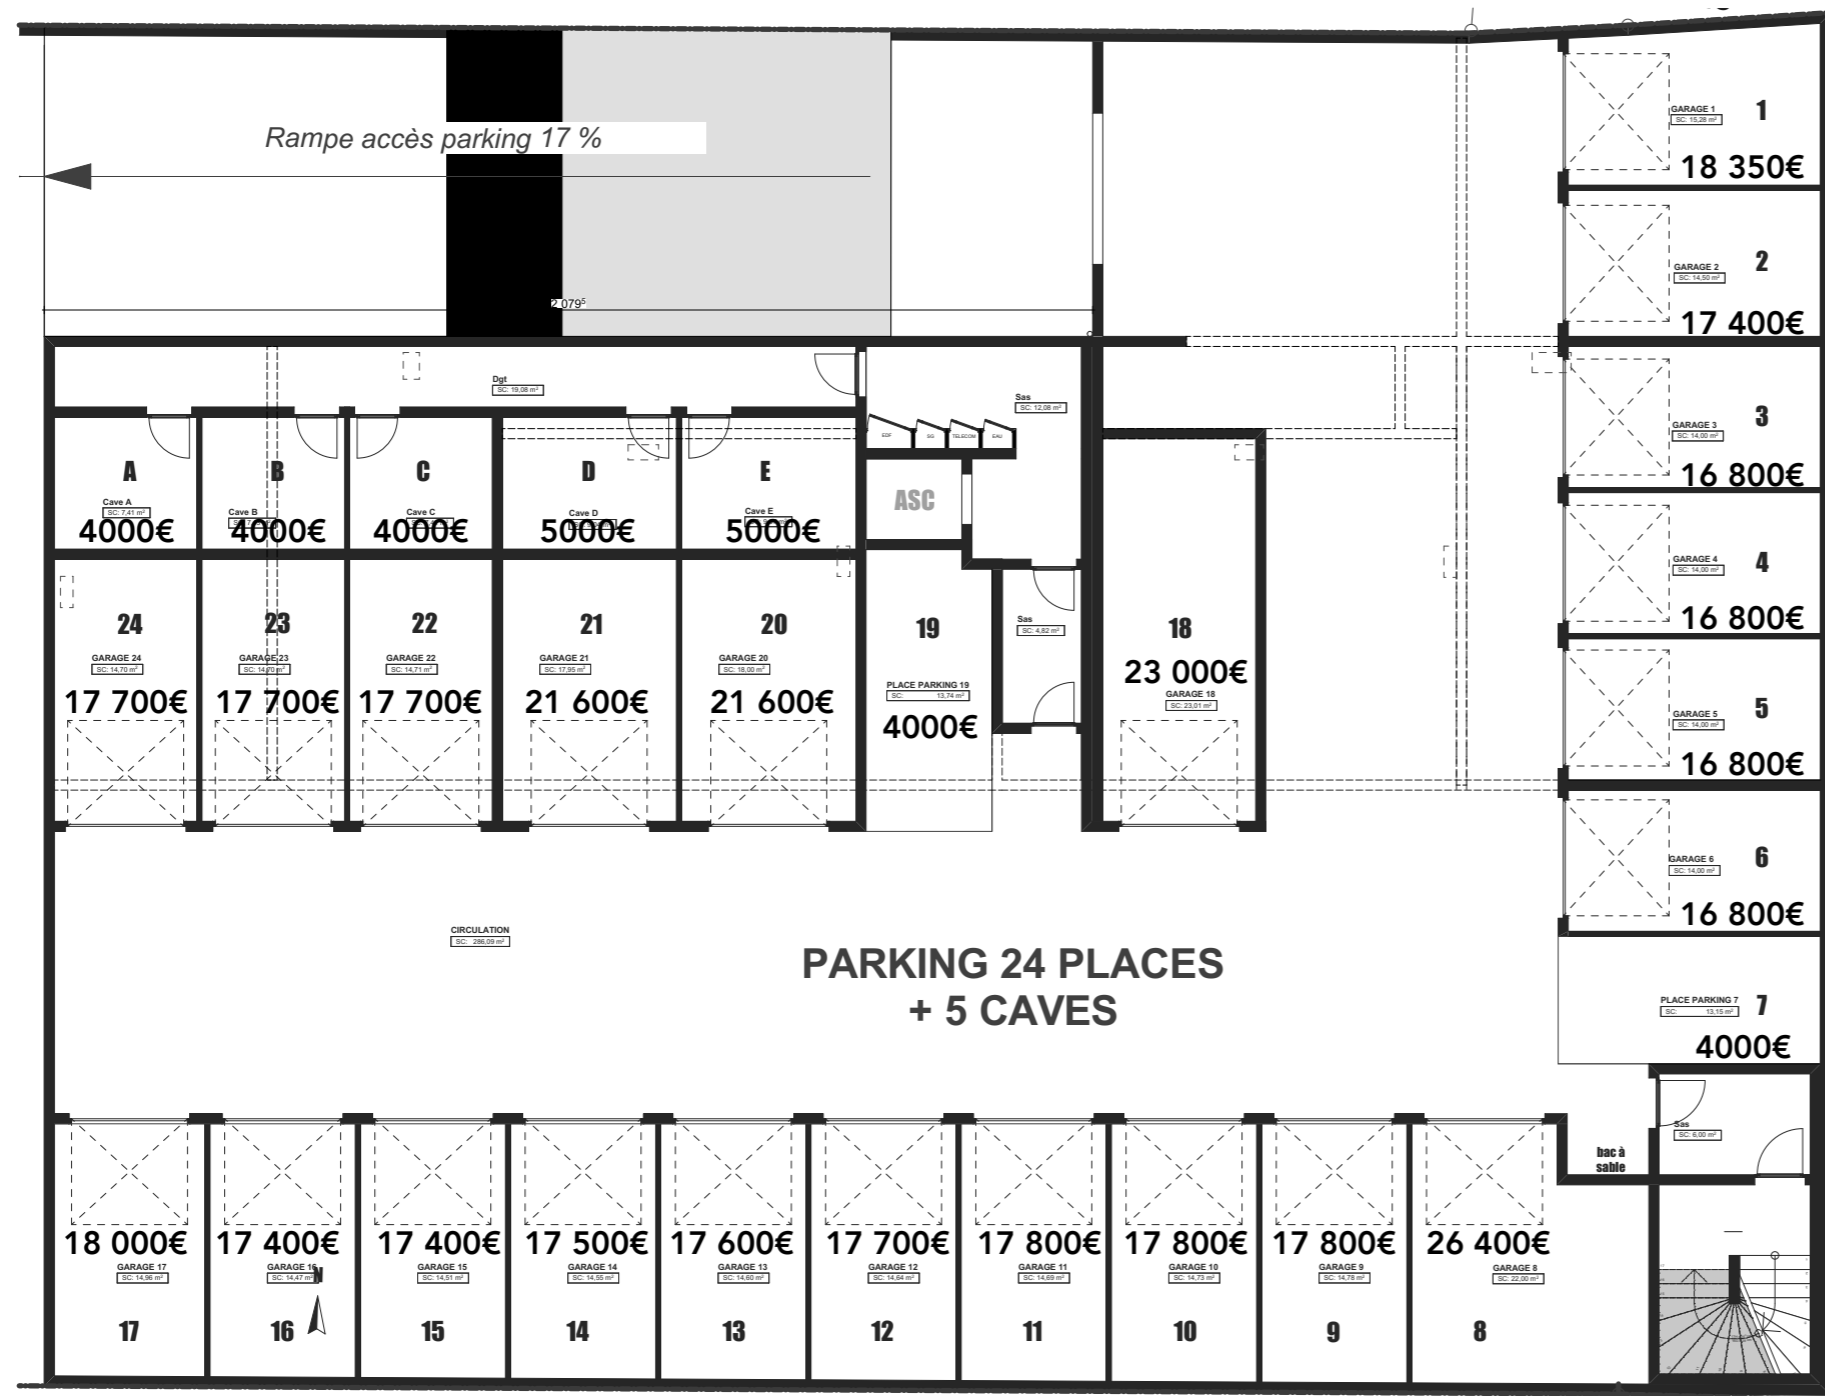 Rampe accès parking 17 %
2 079⁵
GARAGE 1
SC: 15,28 m²
1
18 350€
GARAGE 2
SC: 14,50 m²
2
17 400€
GARAGE 3
SC: 14,00 m²
3
16 800€
GARAGE 4
SC: 14,00 m²
4
16 800€
GARAGE 5
SC: 14,00 m²
5
16 800€
GARAGE 6
SC: 14,00 m²
6
16 800€
PLACE PARKING 7
SC: 13,15 m²
7
4000€
Dgt
SC: 19,08 m²
Sas
SC: 12,08 m²
EDF
SG
TELECOM
EAU
ASC
A
Cave A
SC: 7,41 m²
4000€
B
Cave B
4000€
C
Cave C
4000€
D
Cave D
5000€
E
Cave E
5000€
24
GARAGE 24
SC: 14,70 m²
17 700€
23
GARAGE 23
SC: 14,70 m²
17 700€
22
GARAGE 22
SC: 14,71 m²
17 700€
21
GARAGE 21
SC: 17,95 m²
21 600€
20
GARAGE 20
SC: 18,00 m²
21 600€
19
PLACE PARKING 19
SC: 13,74 m²
4000€
Sas
SC: 4,82 m²
18
23 000€
GARAGE 18
SC: 23,01 m²
CIRCULATION
SC: 286,09 m²
PARKING 24 PLACES
+ 5 CAVES
Sas
SC: 6,00 m²
bac à
sable
18 000€
GARAGE 17
SC: 14,96 m²
17
17 400€
GARAGE 16
SC: 14,47 m²
N
16
17 400€
GARAGE 15
SC: 14,51 m²
15
17 500€
GARAGE 14
SC: 14,55 m²
14
17 600€
GARAGE 13
SC: 14,60 m²
13
17 700€
GARAGE 12
SC: 14,64 m²
12
17 800€
GARAGE 11
SC: 14,69 m²
11
17 800€
GARAGE 10
SC: 14,73 m²
10
17 800€
GARAGE 9
SC: 14,78 m²
9
26 400€
GARAGE 8
SC: 22,00 m²
8